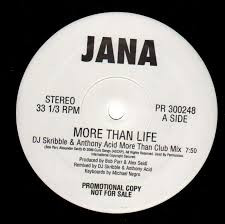 JANA
STEREO
33 1/3 RPM
PR 300248
A SIDE
MORE THAN LIFE
DJ Skribble & Anthony Acid More Than Club Mix 7:50
Produced by Bob Parr & Alex Saidi
Remixed by DJ Skribble & Anthony Acid
Keyboards by Michael Negro
PROMOTIONAL COPY
NOT FOR SALE